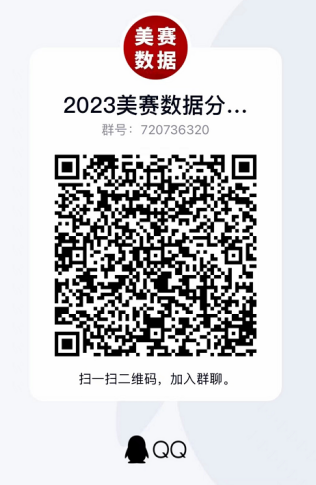 美赛
数据
2023美赛数据分...
群号：720736320
扫一扫二维码，加入群聊。
QQ